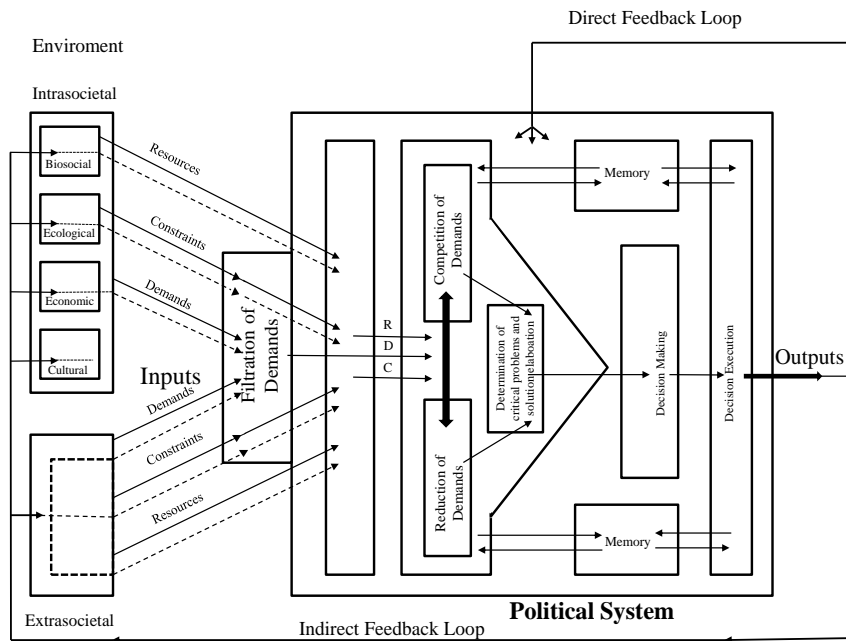 Direct Feedback Loop
Enviroment
Intrasocietal
Biosocial
Ecological
Economic
Cultural
Resources
Constraints
Demands
Inputs
Demands
Constraints
Resources
Extrasocietal
Filtration of
Demands
R
D
C
Competition of
Demands
Reduction of
Demands
Determination of
critical problems and
solutionelaboation
Memory
Memory
Decision Making
Decision Execution
Outputs
Political System
Indirect Feedback Loop